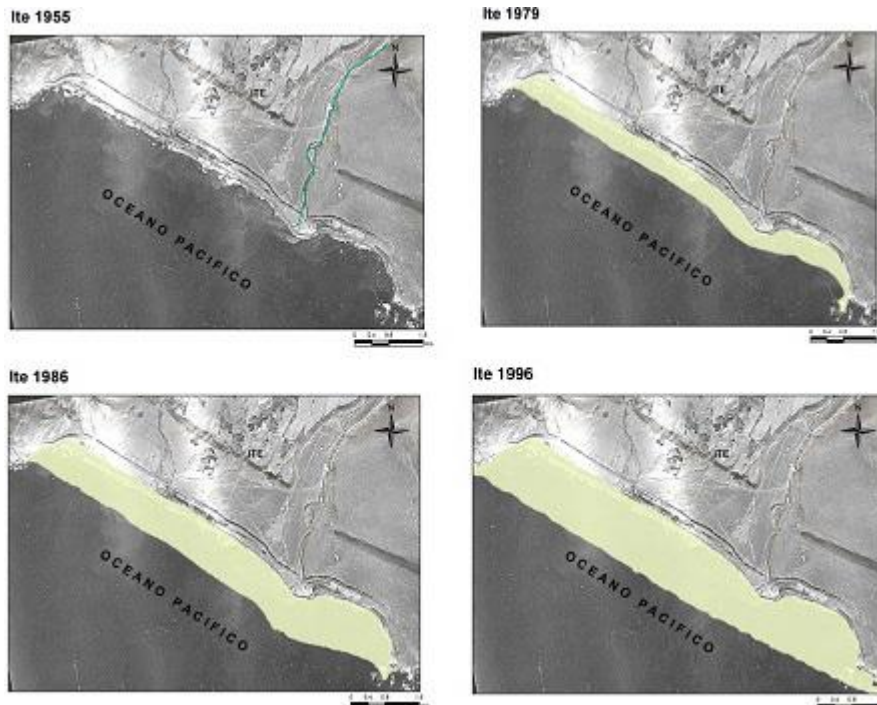 Ite 1955
N
ITE
OCEANO PACIFICO
Ite 1979
N
ITE
OCEANO PACIFICO
Ite 1986
N
ITE
OCEANO PACIFICO
Ite 1996
N
ITE
OCEANO PACIFICO